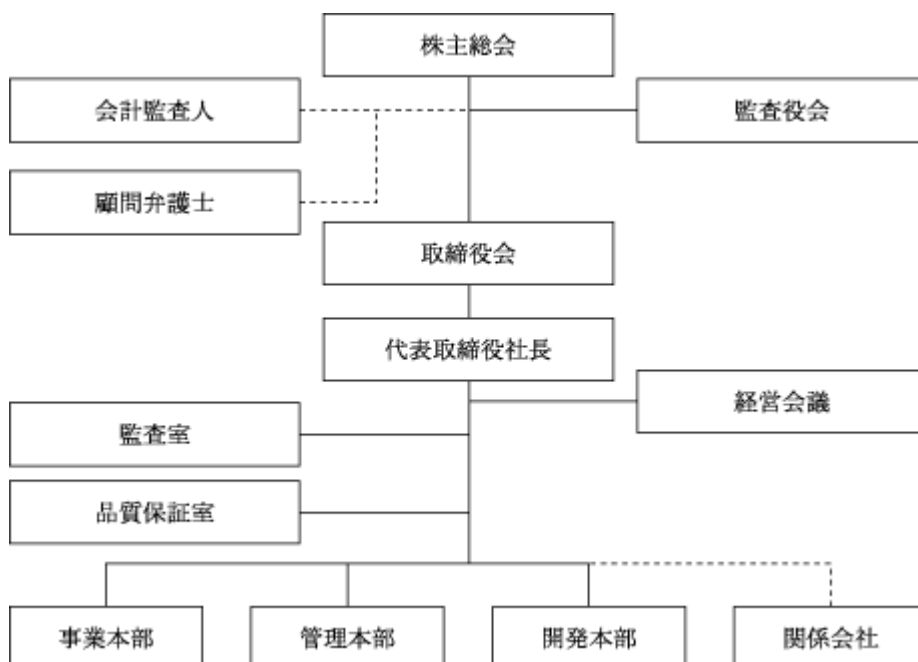 株主総会
会計監査人
監査役会
顧問弁護士
取締役会
代表取締役社長
経営会議
監査室
品質保証室
事業本部
管理本部
開発本部
関係会社